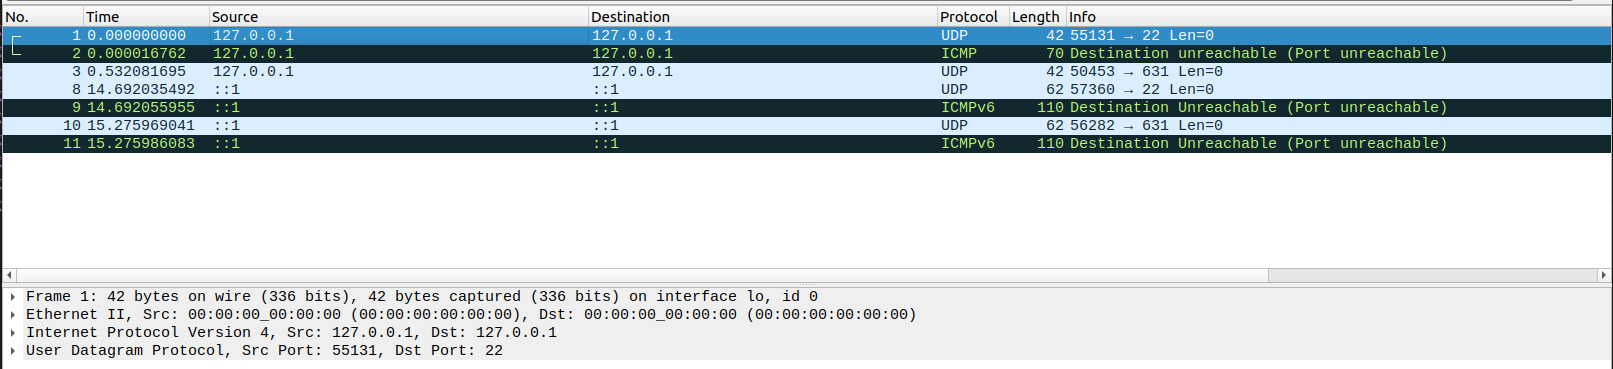 No. Time Source Destination Protocol Length Info
1 0.000000000 127.0.0.1 127.0.0.1 UDP 42 55131 → 22 Len=0
2 0.000016762 127.0.0.1 127.0.0.1 ICMP 70 Destination unreachable (Port unreachable)
3 0.532081695 127.0.0.1 127.0.0.1 UDP 42 50453 → 631 Len=0
8 14.692035492 ::1 ::1 UDP 62 57360 → 22 Len=0
9 14.692055955 ::1 ::1 ICMPv6 110 Destination Unreachable (Port unreachable)
10 15.275969041 ::1 ::1 UDP 62 56282 → 631 Len=0
11 15.275986083 ::1 ::1 ICMPv6 110 Destination Unreachable (Port unreachable)
Frame 1: 42 bytes on wire (336 bits), 42 bytes captured (336 bits) on interface lo, id 0
Ethernet II, Src: 00:00:00_00:00:00 (00:00:00:00:00:00), Dst: 00:00:00_00:00:00 (00:00:00:00:00:00)
Internet Protocol Version 4, Src: 127.0.0.1, Dst: 127.0.0.1
User Datagram Protocol, Src Port: 55131, Dst Port: 22